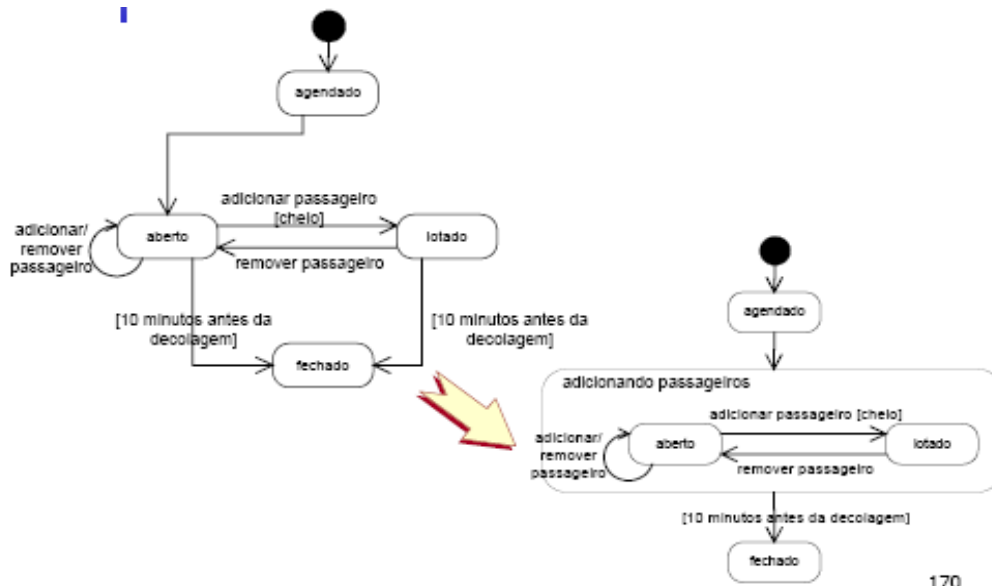 agendado
adicionar passageiro
[cheio]
adicionar/
remover
passageiro
aberto
lotado
remover passageiro
[10 minutos antes da
decolagem]
[10 minutos antes da
decolagem]
fechado
agendado
adicionando passageiros
adicionar passageiro [cheio]
adicionar/
remover
passageiro
aberto
lotado
remover passageiro
[10 minutos antes da decolagem]
fechado
170